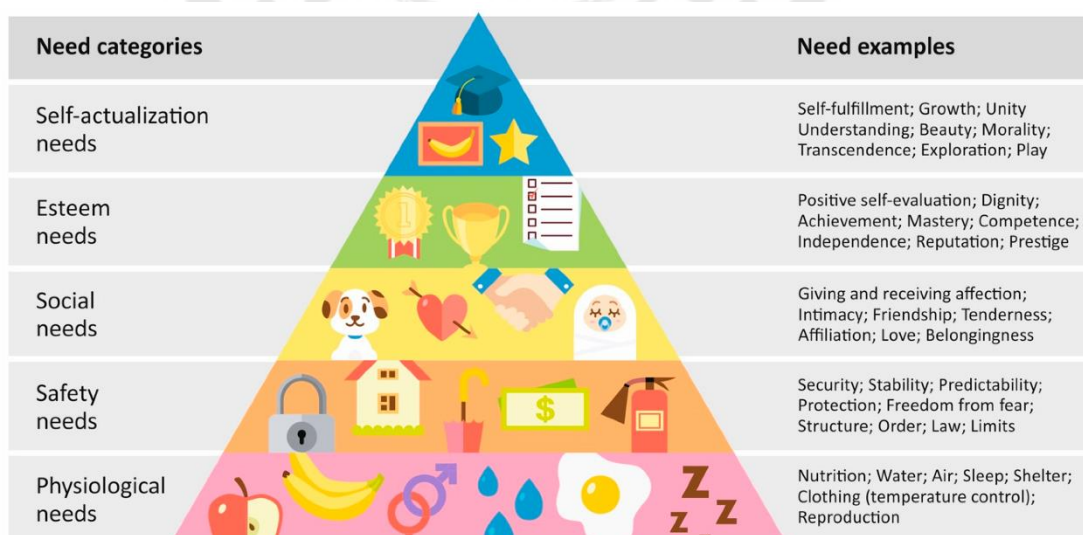 Need categories
Need examples
Self-actualization
needs
Self-fulfillment; Growth; Unity
Understanding; Beauty; Morality;
Transcendence; Exploration; Play
Esteem
needs
1
Positive self-evaluation; Dignity;
Achievement; Mastery; Competence;
Independence; Reputation; Prestige
Social
needs
Giving and receiving affection;
Intimacy; Friendship; Tenderness;
Affiliation; Love; Belongingness
Safety
needs
$
Security; Stability; Predictability;
Protection; Freedom from fear;
Structure; Order; Law; Limits
Physiological
needs
Z
Z
Z
Z
Nutrition; Water; Air; Sleep; Shelter;
Clothing (temperature control);
Reproduction